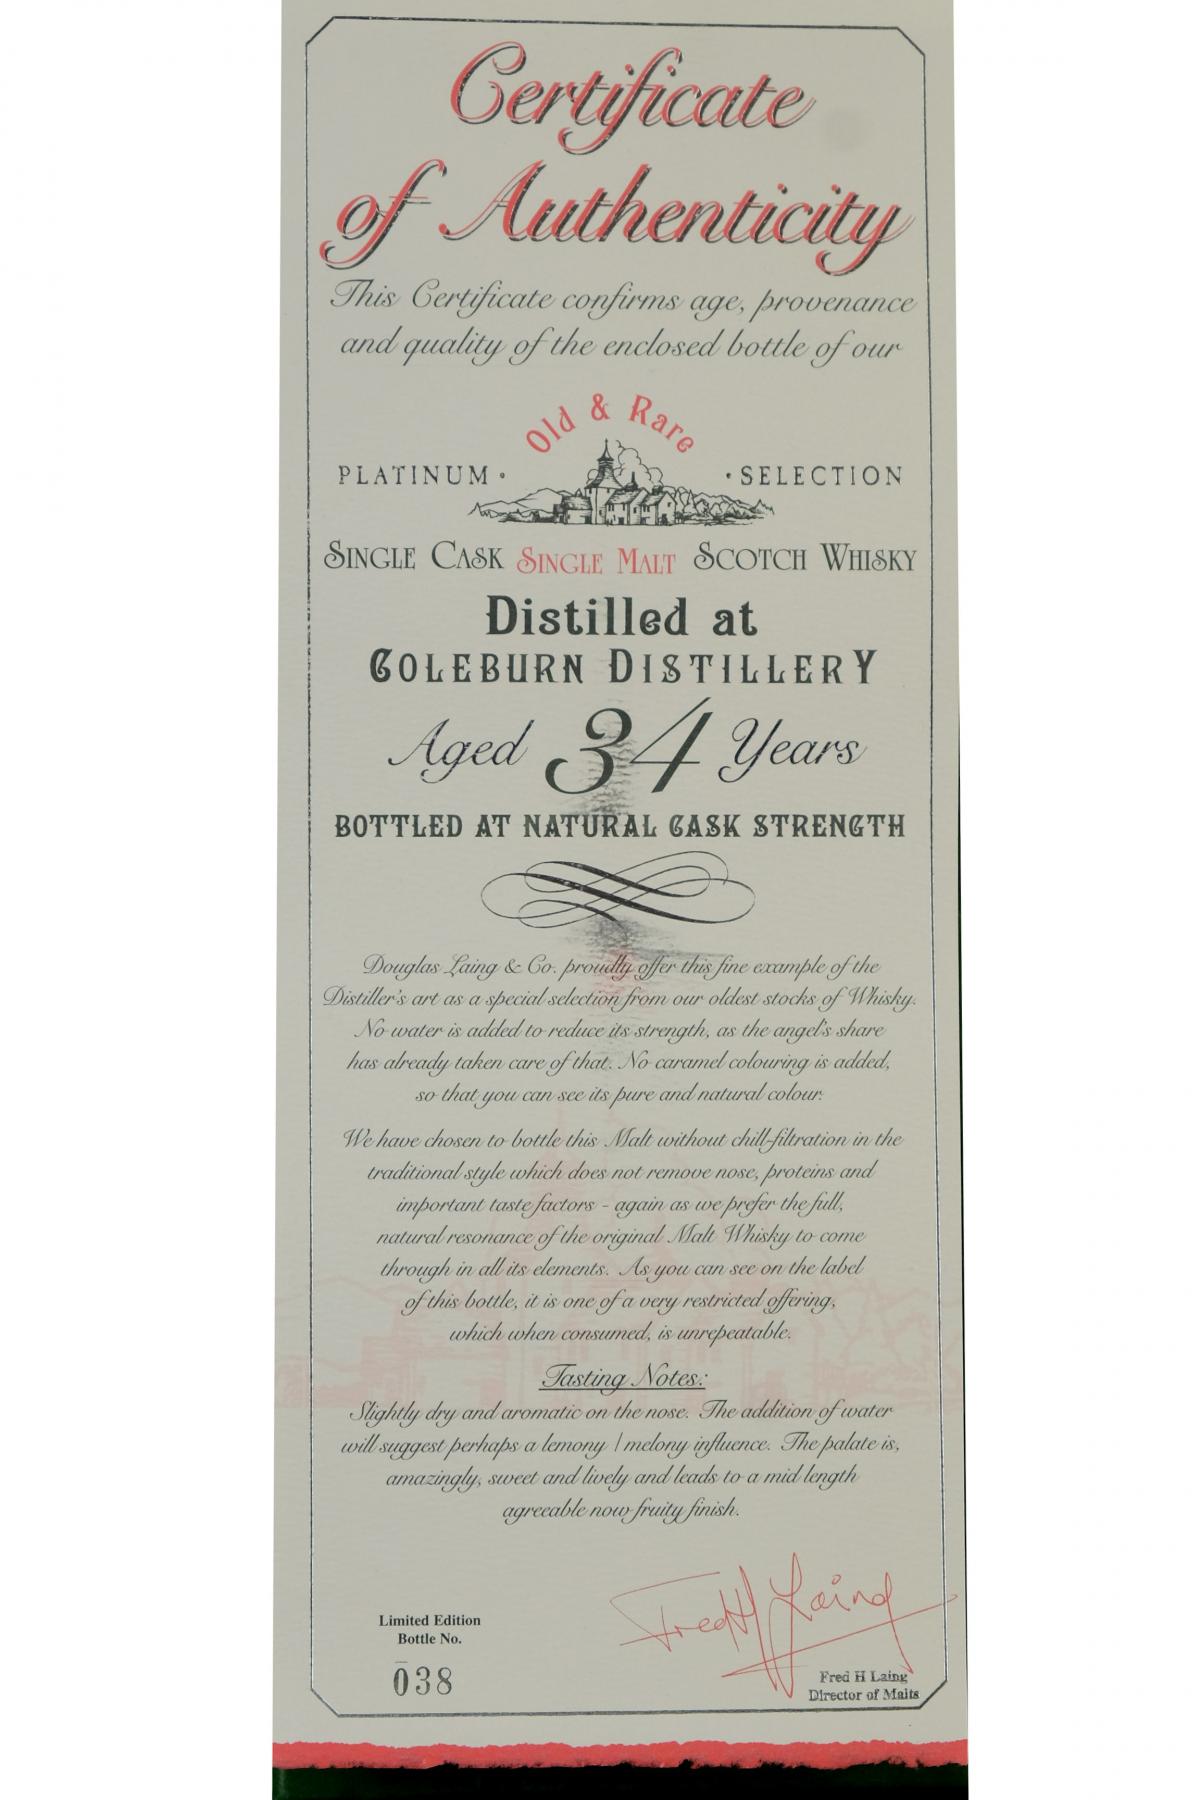 Certificate
of Authenticity
This Certificate confirms age, provenance
and quality of the enclosed bottle of our
Old & Rare
PLATINUM · · SELECTION
SINGLE CASK SINGLE MALT SCOTCH WHISKY
Distilled at
COLEBURN DISTILLERY
Aged 34 Years
BOTTLED AT NATURAL CASK STRENGTH
Douglas Laing & Co. proudly offer this fine example of the
Distiller's art as a special selection from our oldest stocks of Whisky.
No water is added to reduce its strength, as the angel's share
has already taken care of that. No caramel colouring is added,
so that you can see its pure and natural colour.
We have chosen to bottle this Malt without chill-filtration in the
traditional style which does not remove nose, proteins and
important taste factors - again as we prefer the full,
natural resonance of the original Malt Whisky to come
through in all its elements. As you can see on the label
of this bottle, it is one of a very restricted offering,
which when consumed, is unrepeatable.
Tasting Notes:
Slightly dry and aromatic on the nose. The addition of water
will suggest perhaps a lemony / melony influence. The palate is,
amazingly, sweet and lively and leads to a mid length
agreeable now fruity finish.
Fred H Laing
Limited Edition
Bottle No.
038
Fred H Laing
Director of Malts